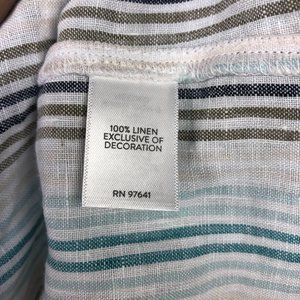 100% LINEN
EXCLUSIVE OF
DECORATION
RN 97641